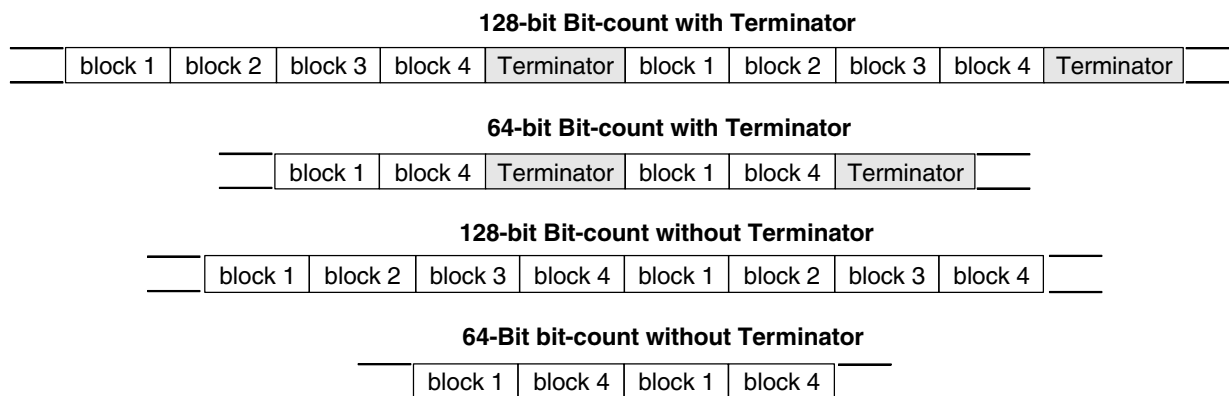 128-bit Bit-count with Terminator
block 1 block 2 block 3 block 4 Terminator block 1 block 2 block 3 block 4 Terminator
64-bit Bit-count with Terminator
block 1 block 4 Terminator block 1 block 4 Terminator
128-bit Bit-count without Terminator
block 1 block 2 block 3 block 4 block 1 block 2 block 3 block 4
64-Bit bit-count without Terminator
block 1 block 4 block 1 block 4